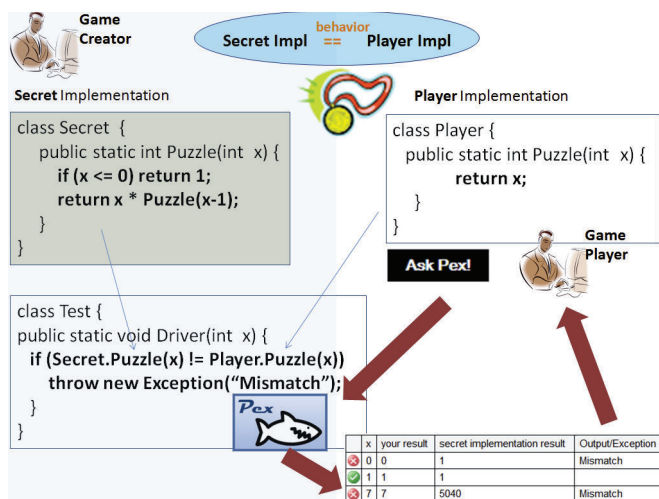 Game
Creator
behavior
Secret Impl == Player Impl
Secret Implementation
class Secret {
public static int Puzzle(int x) {
if (x <= 0) return 1;
return x * Puzzle(x-1);
}
}
Player Implementation
class Player {
public static int Puzzle(int x) {
return x;
}
}
Ask Pex!
Game
Player
class Test {
public static void Driver(int x) {
if (Secret.Puzzle(x) != Player.Puzzle(x))
throw new Exception(“Mismatch”);
}
}
Pex
x your result secret implementation result Output/Exception
0 0 1 Mismatch
1 1 1
7 7 5040 Mismatch